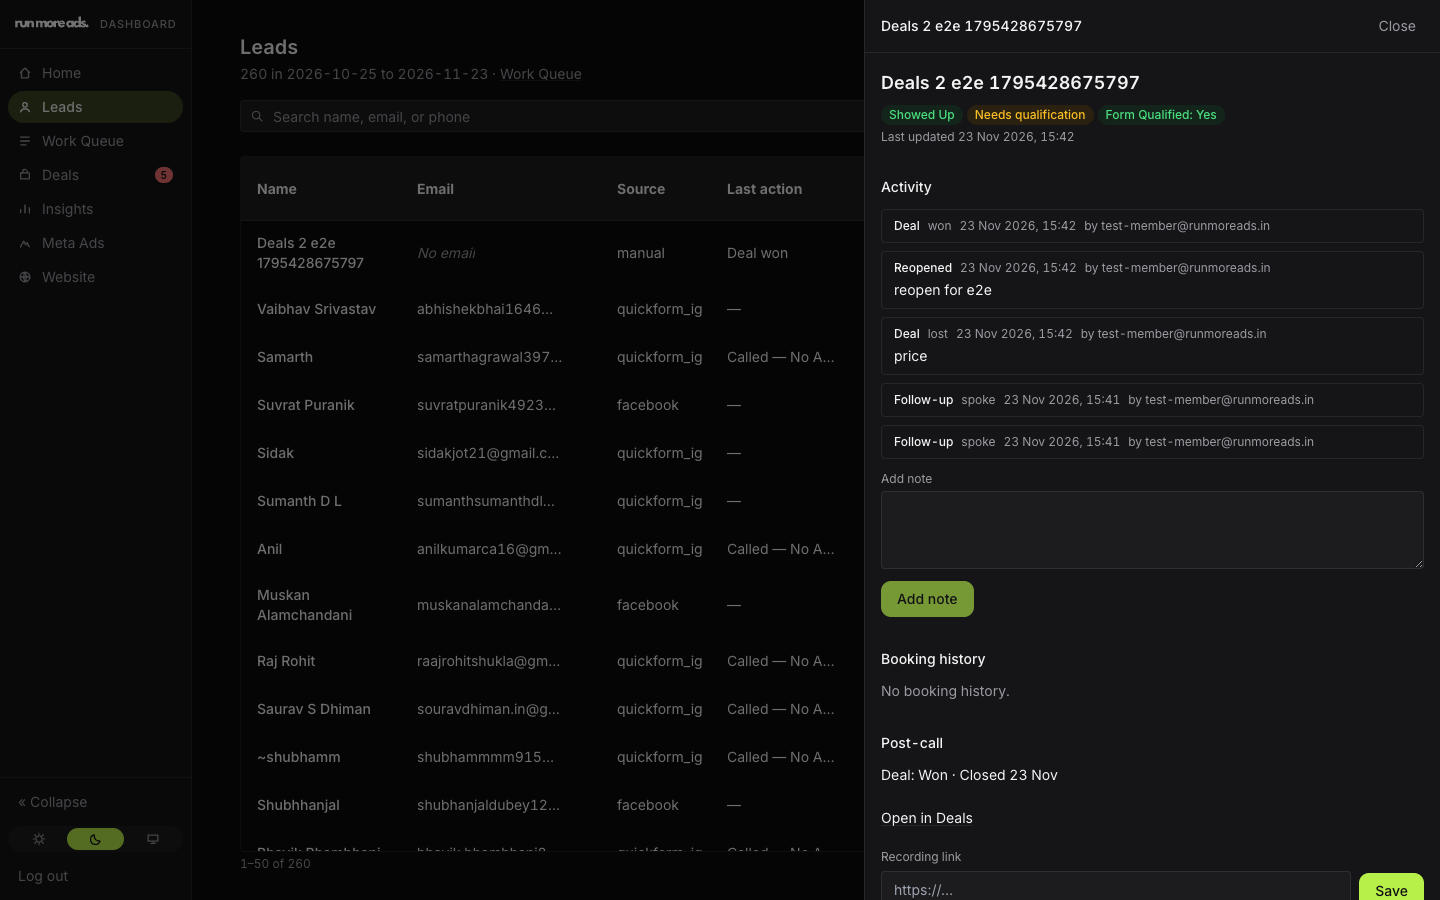 run more ads. DASHBOARD
Home
Leads
Work Queue
Deals 5
Insights
Meta Ads
Website
« Collapse
Log out
Leads
260 in 2026-10-25 to 2026-11-23 · Work Queue
Search name, email, or phone
Name Email Source Last action
Deals 2 e2e 1795428675797 No email manual Deal won
Vaibhav Srivastav abhishekbhai1646... quickform_ig —
Samarth samarthagrawal397... quickform_ig Called — No A...
Suvrat Puranik suvratpuranik4923... facebook —
Sidak sidakjot21@gmail.c... quickform_ig —
Sumanth D L sumanthsumanthdl... quickform_ig —
Anil anilkumarca16@gm... quickform_ig Called — No A...
Muskan Alamchandani muskanalamchanda... facebook —
Raj Rohit raajrohitshukla@gm... quickform_ig Called — No A...
Saurav S Dhiman souravdhiman.in@g... quickform_ig Called — No A...
~shubhamm shubhammmm915... quickform_ig Called — No A...
Shubhhanjal shubhanjaldubey12... facebook —
1–50 of 260
Deals 2 e2e 1795428675797 Close
Deals 2 e2e 1795428675797
Showed Up Needs qualification Form Qualified: Yes
Last updated 23 Nov 2026, 15:42
Activity
Deal won 23 Nov 2026, 15:42 by test-member@runmoreads.in
Reopened 23 Nov 2026, 15:42 by test-member@runmoreads.in
reopen for e2e
Deal lost 23 Nov 2026, 15:42 by test-member@runmoreads.in
price
Follow-up spoke 23 Nov 2026, 15:41 by test-member@runmoreads.in
Follow-up spoke 23 Nov 2026, 15:41 by test-member@runmoreads.in
Add note
Add note
Booking history
No booking history.
Post-call
Deal: Won · Closed 23 Nov
Open in Deals
Recording link
https://... Save